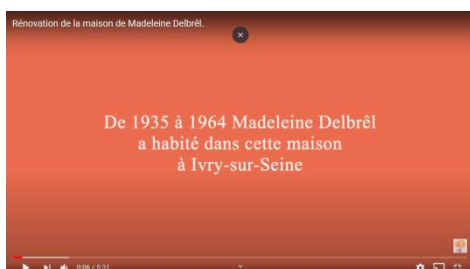 Rénovation de la maison de Madeleine Delbrêl.
De 1935 à 1964 Madeleine Delbrêl
a habité dans cette maison
à Ivry-sur-Seine
0:06 / 5:31